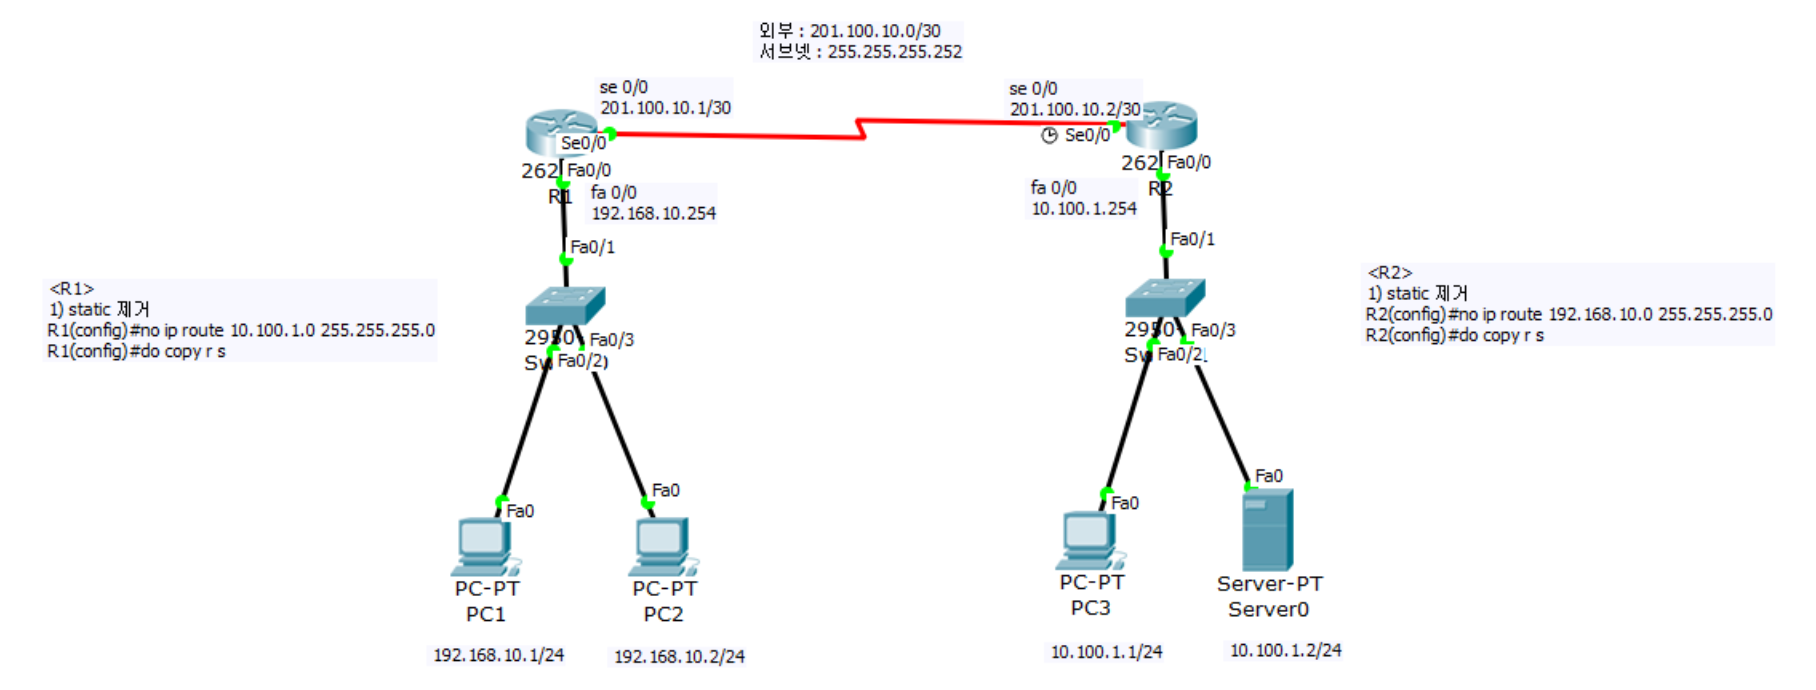 외부 : 201.100.10.0/30
서브넷 : 255.255.255.252
se 0/0
201.100.10.1/30
se 0/0
201.100.10.2/30
Se0/0
Se0/0
262
Fa0/0
R1
fa 0/0
192.168.10.254
262
Fa0/0
R2
fa 0/0
10.100.1.254
Fa0/1
Fa0/1
<R1>
1) static 제거
R1(config)#no ip route 10.100.1.0 255.255.255.0
R1(config)#do copy r s
<R2>
1) static 제거
R2(config)#no ip route 192.168.10.0 255.255.255.0
R2(config)#do copy r s
2950
Fa0/3
Fa0/2
2950
Fa0/3
Fa0/2
Fa0
Fa0
Fa0
Fa0
PC-PT
PC1
PC-PT
PC2
PC-PT
PC3
Server-PT
Server0
192.168.10.1/24
192.168.10.2/24
10.100.1.1/24
10.100.1.2/24